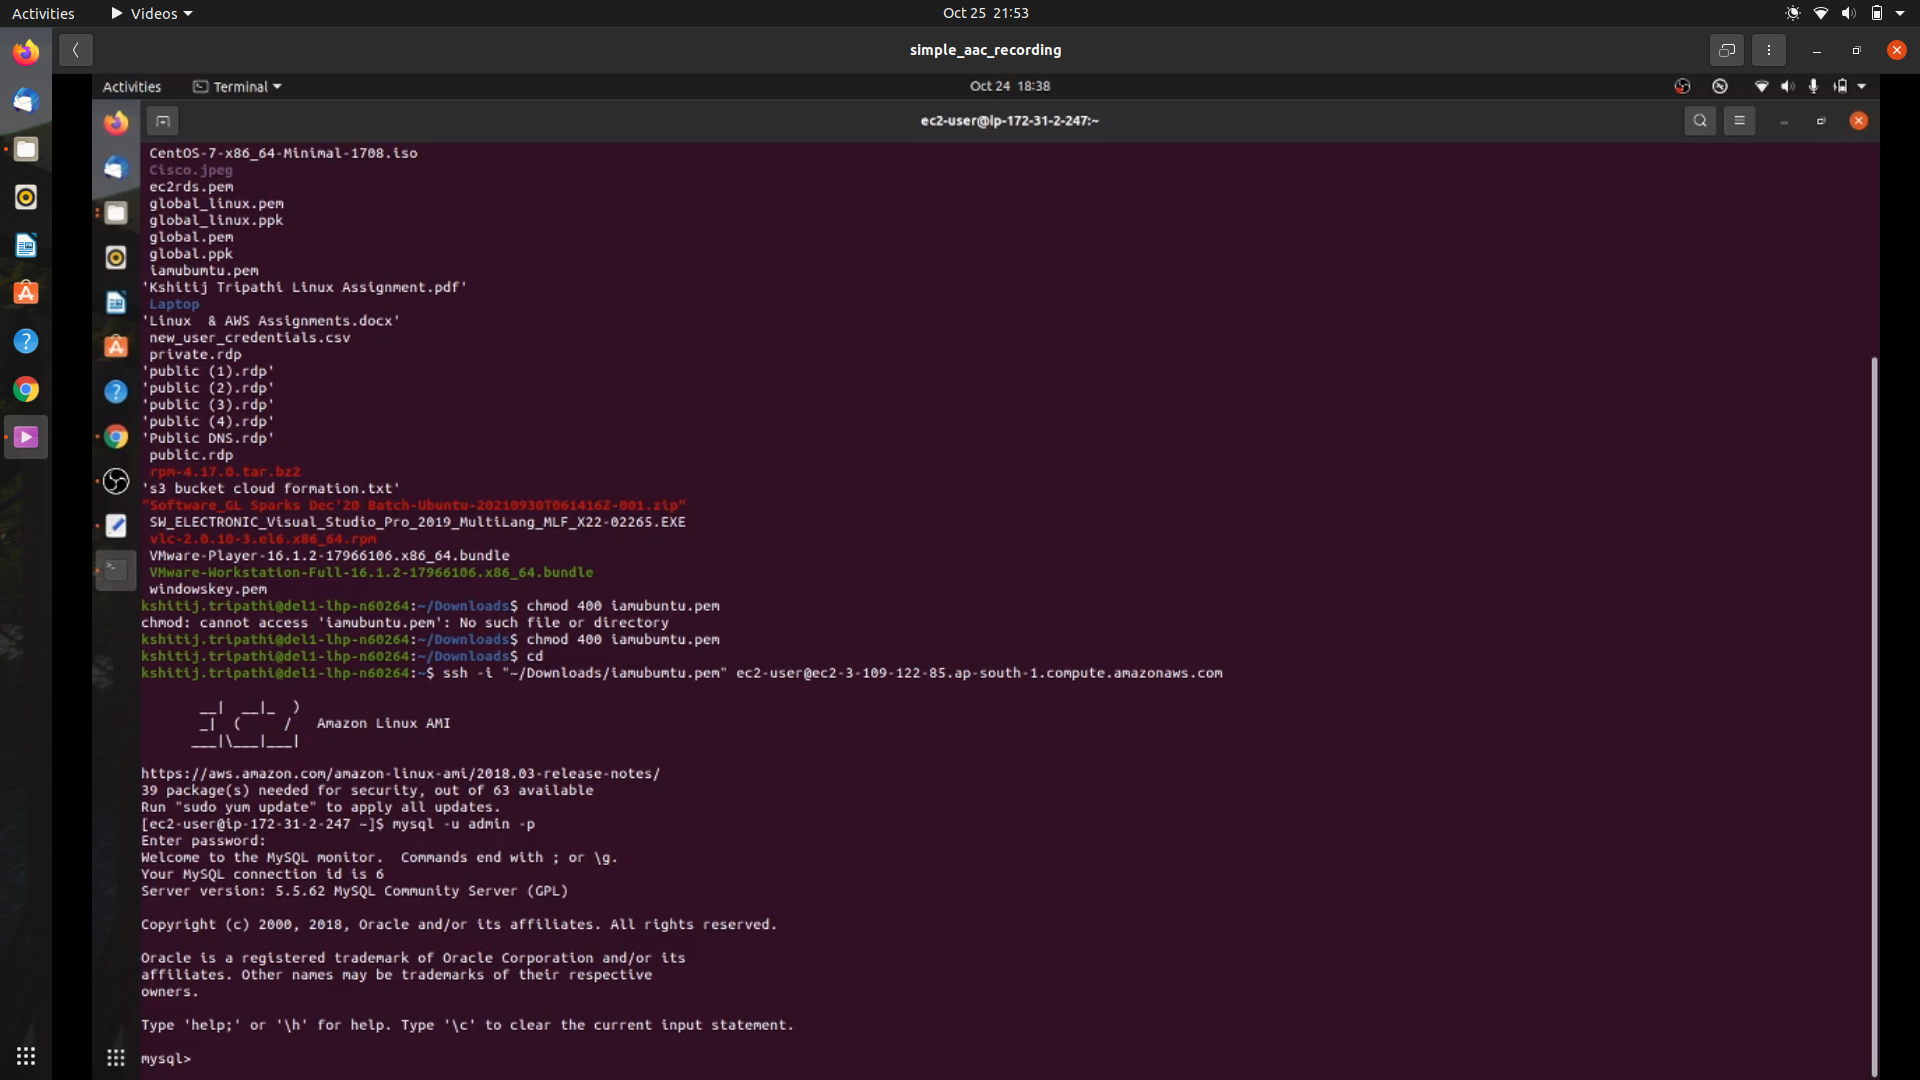 Activities Videos Oct 25 21:53
simple_aac_recording
Activities Terminal Oct 24 18:38
ec2-user@ip-172-31-2-247:~
CentOS-7-x86_64-Minimal-1708.iso
Cisco.jpeg
ec2rds.pem
global_linux.pem
global_linux.ppk
global.pem
global.ppk
iamubumtu.pem
'Kshitij Tripathi Linux Assignment.pdf'
Laptop
'Linux  & AWS Assignments.docx'
new_user_credentials.csv
private.rdp
'public (1).rdp'
'public (2).rdp'
'public (3).rdp'
'public (4).rdp'
'Public DNS.rdp'
public.rdp
rpm-4.17.0.tar.bz2
's3 bucket cloud formation.txt'
"Software_GL Sparks Dec'20 Batch-Ubuntu-20210930T061416Z-001.zip"
SW_ELECTRONIC_Visual_Studio_Pro_2019_MultiLang_MLF_X22-02265.EXE
vlc-2.0.10-3.el6.x86_64.rpm
VMware-Player-16.1.2-17966106.x86_64.bundle
VMware-Workstation-Full-16.1.2-17966106.x86_64.bundle
windowskey.pem
kshitij.tripathi@del1-lhp-n60264:~/Downloads$ chmod 400 iamubuntu.pem
chmod: cannot access 'iamubuntu.pem': No such file or directory
kshitij.tripathi@del1-lhp-n60264:~/Downloads$ chmod 400 iamubumtu.pem
kshitij.tripathi@del1-lhp-n60264:~/Downloads$ cd
kshitij.tripathi@del1-lhp-n60264:~$ ssh -i "~/Downloads/iamubumtu.pem" ec2-user@ec2-3-109-122-85.ap-south-1.compute.amazonaws.com
__|  __|_  )
_|  (     /   Amazon Linux AMI
___|\___|___|
https://aws.amazon.com/amazon-linux-ami/2018.03-release-notes/
39 package(s) needed for security, out of 63 available
Run "sudo yum update" to apply all updates.
[ec2-user@ip-172-31-2-247 ~]$ mysql -u admin -p
Enter password:
Welcome to the MySQL monitor.  Commands end with ; or \g.
Your MySQL connection id is 6
Server version: 5.5.62 MySQL Community Server (GPL)
Copyright (c) 2000, 2018, Oracle and/or its affiliates. All rights reserved.
Oracle is a registered trademark of Oracle Corporation and/or its
affiliates. Other names may be trademarks of their respective
owners.
Type 'help;' or '\h' for help. Type '\c' to clear the current input statement.
mysql>